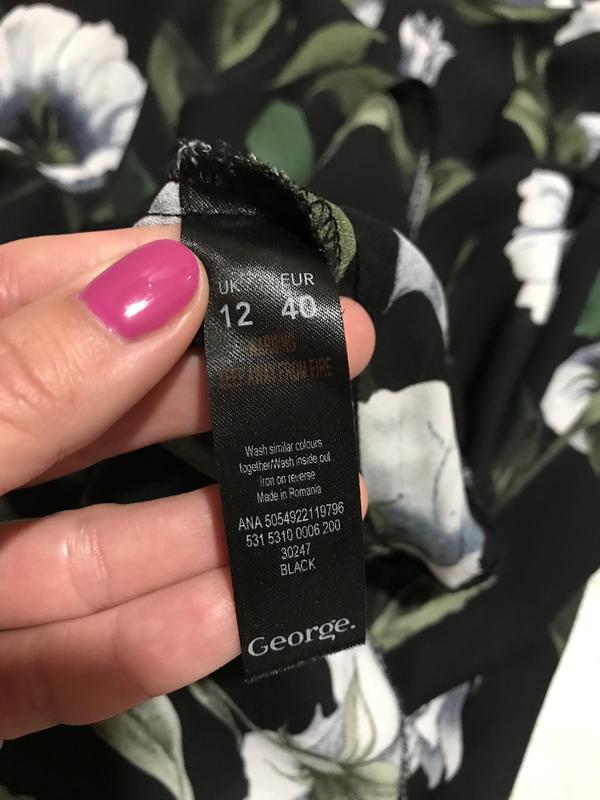 UK EUR
12 40
WARNING
KEEP AWAY FROM FIRE
Wash similar colours
together/Wash inside out
Iron on reverse
Made in Romania
ANA 5054922119796
531 5310 0006 200
30247
BLACK
George.